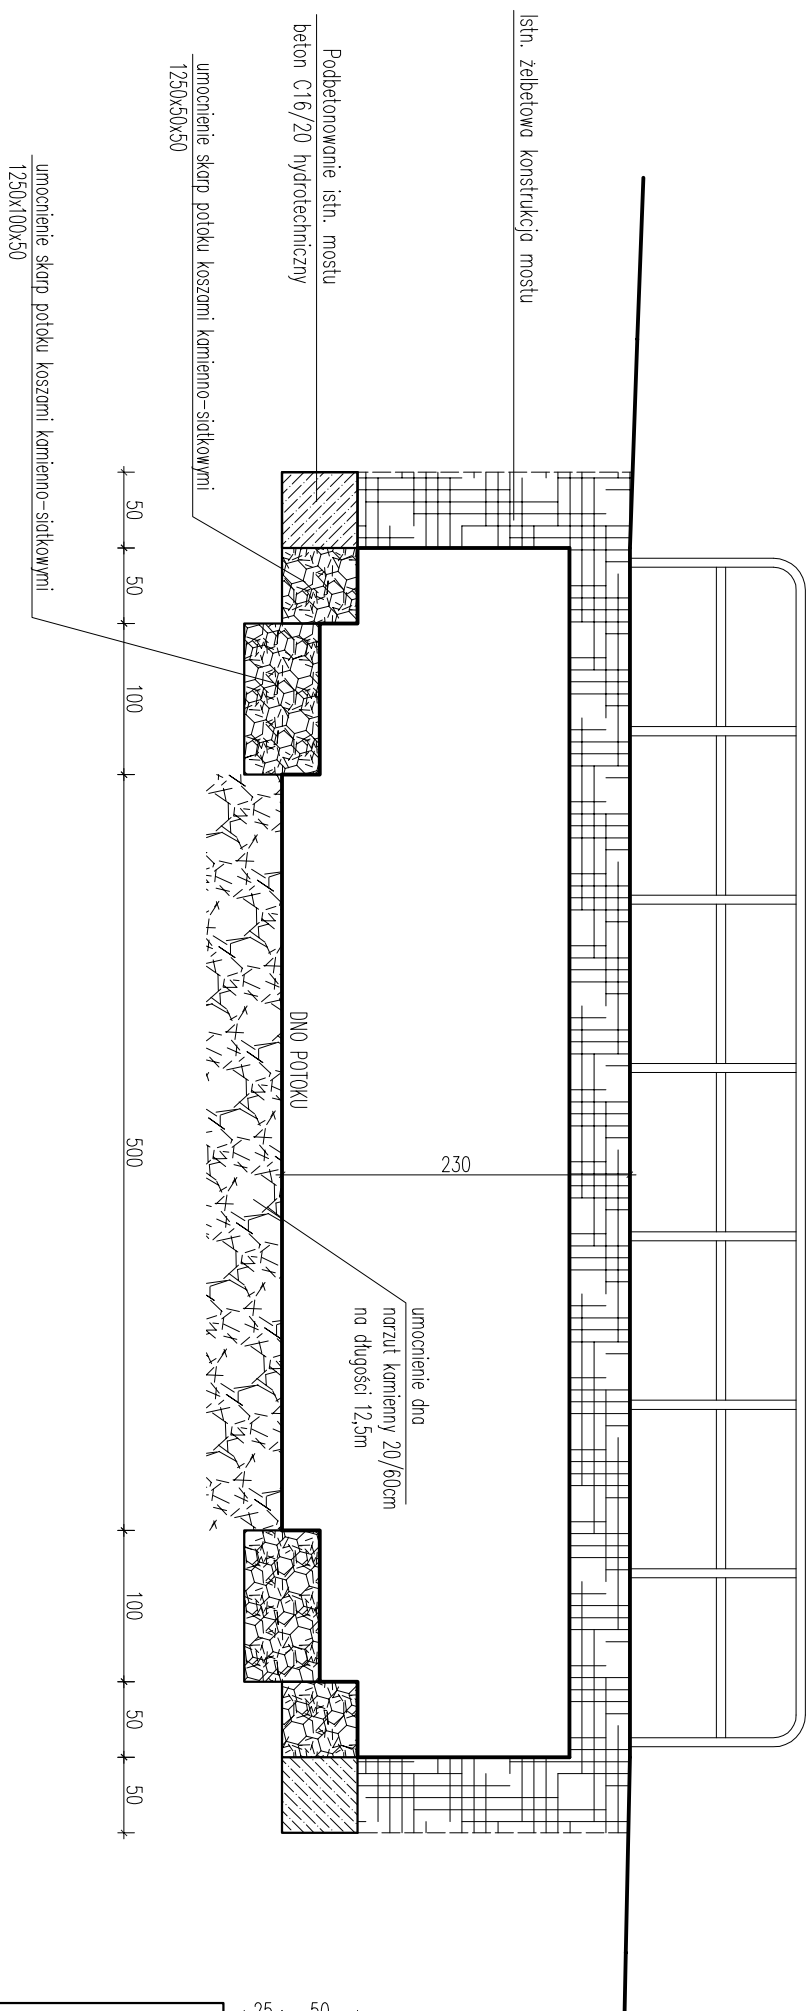 Istn. żelbetowa konstrukcja mostu
Podbetonowanie istn. mostu
beton C16/20 hydrotechniczny
umocnienie skarp potoku koszami kamienno-siatkowymi
1250x50x50
umocnienie skarp potoku koszami kamienno-siatkowymi
1250x100x50
DNO POTOKU
230
umocnienie dna
narzut kamienny 20/60cm
na długości 12,5m
50
50
100
500
100
50
50
25
50